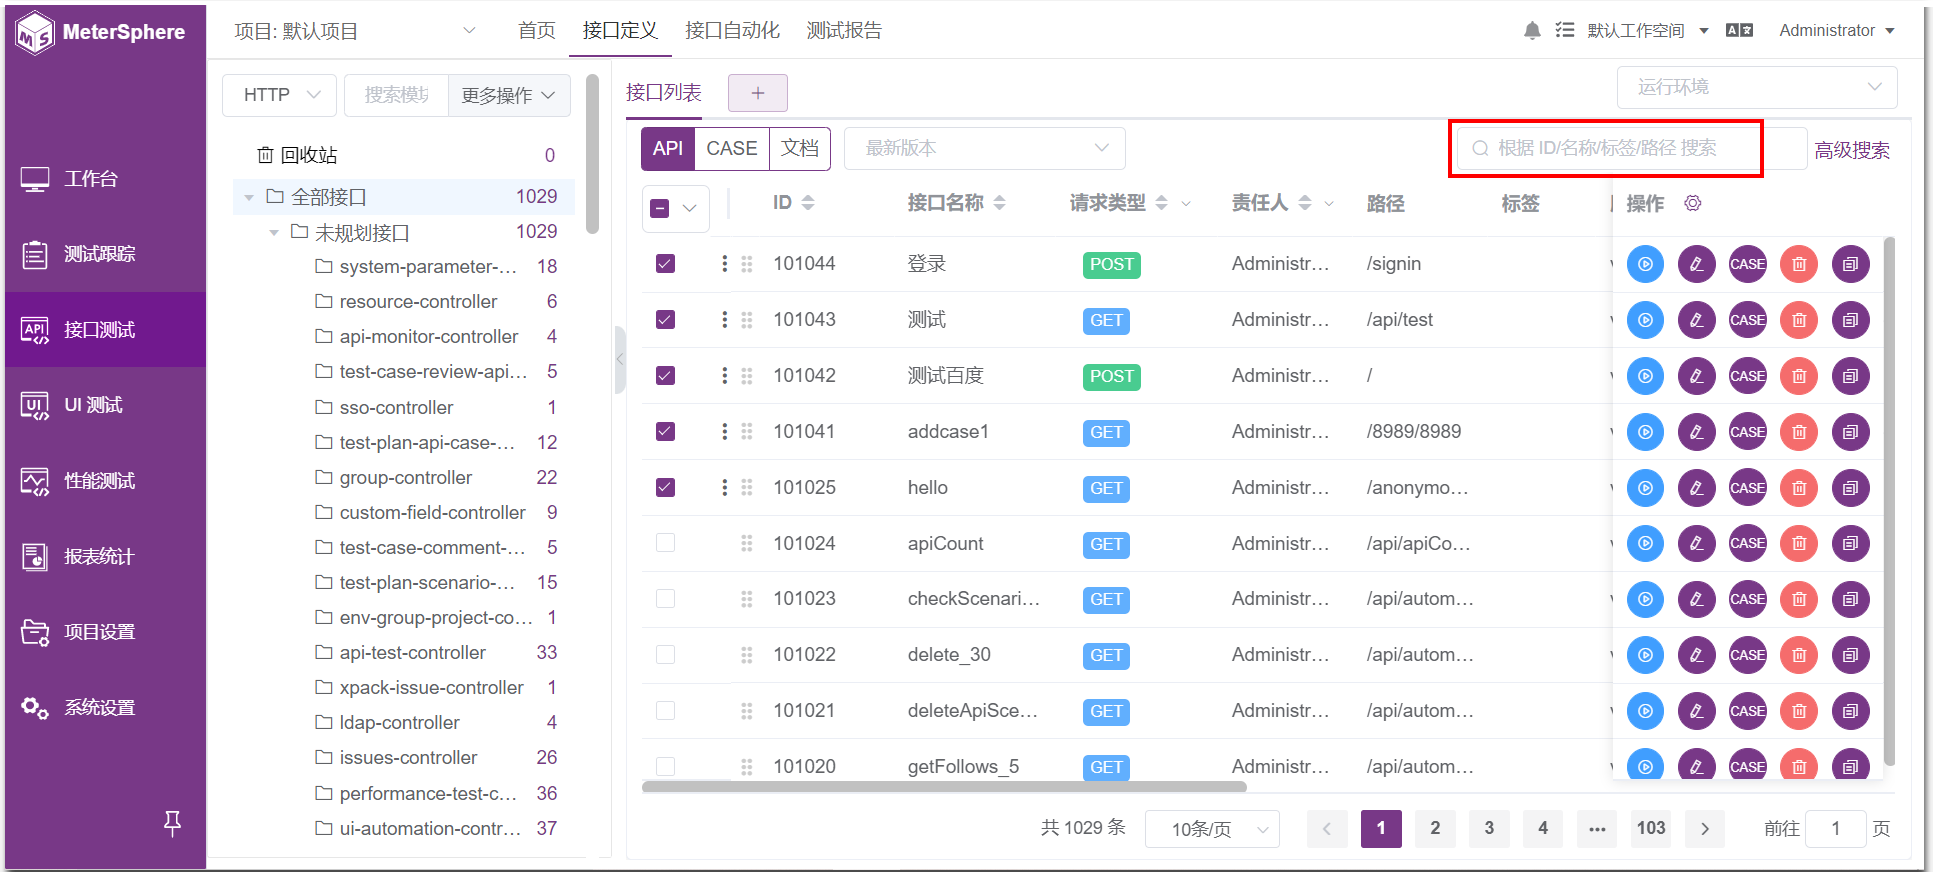 MeterSphere
项目: 默认项目
首页
接口定义
接口自动化
测试报告
默认工作空间
Administrator
工作台
测试跟踪
接口测试
UI 测试
性能测试
报表统计
项目设置
系统设置
HTTP
搜索模块
更多操作
回收站 0
全部接口 1029
未规划接口 1029
system-parameter-... 18
resource-controller 6
api-monitor-controller 4
test-case-review-api... 5
sso-controller 1
test-plan-api-case-... 12
group-controller 22
custom-field-controller 9
test-case-comment-... 5
test-plan-scenario-... 15
env-group-project-co... 1
api-test-controller 33
xpack-issue-controller 1
ldap-controller 4
issues-controller 26
performance-test-c... 36
ui-automation-contr... 37
接口列表
+
运行环境
API CASE 文档
最新版本
根据 ID/名称/标签/路径 搜索
高级搜索
ID 接口名称 请求类型 责任人 路径 标签 操作
101044 登录 POST Administr... /signin CASE
101043 测试 GET Administr... /api/test CASE
101042 测试百度 POST Administr... / CASE
101041 addcase1 GET Administr... /8989/8989 CASE
101025 hello GET Administr... /anonymo... CASE
101024 apiCount GET Administr... /api/apiCo... CASE
101023 checkScenari... GET Administr... /api/autom... CASE
101022 delete_30 GET Administr... /api/autom... CASE
101021 deleteApiSce... GET Administr... /api/autom... CASE
101020 getFollows_5 GET Administr... /api/autom... CASE
共 1029 条 10条/页 1 2 3 4 ... 103 前往 1 页